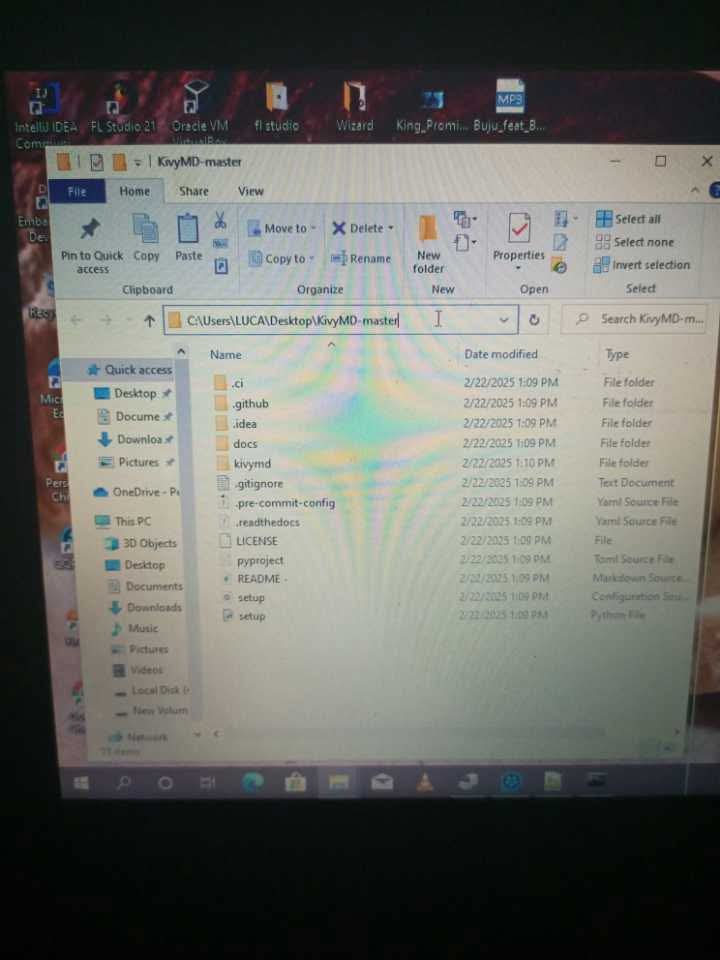 IntelliJ IDEA
Communi...
FL Studio 21
Oracle VM
VirtualBox
fl studio
Wizard
King_Promi...
MP3
Buju_feat_B...
KivyMD-master
File
Home
Share
View
Pin to Quick
access
Copy
Paste
Clipboard
Move to
Copy to
Delete
Rename
Organize
New
folder
New
Properties
Open
Select all
Select none
Invert selection
Select
C:\Users\LUCA\Desktop\KivyMD-master
Search KivyMD-m...
Quick access
Desktop
Docume
Downloa
Pictures
OneDrive - Pe
This PC
3D Objects
Desktop
Documents
Downloads
Music
Pictures
Videos
Local Disk (
New Volum
Network
Name Date modified Type
.ci 2/22/2025 1:09 PM File folder
.github 2/22/2025 1:09 PM File folder
.idea 2/22/2025 1:09 PM File folder
docs 2/22/2025 1:09 PM File folder
kivymd 2/22/2025 1:10 PM File folder
.gitignore 2/22/2025 1:09 PM Text Document
.pre-commit-config 2/22/2025 1:09 PM Yaml Source File
.readthedocs 2/22/2025 1:09 PM Yaml Source File
LICENSE 2/22/2025 1:09 PM File
pyproject 2/22/2025 1:09 PM Toml Source File
README 2/22/2025 1:09 PM Markdown Source...
setup 2/22/2025 1:09 PM Configuration Sou...
setup 2/22/2025 1:09 PM Python File
items